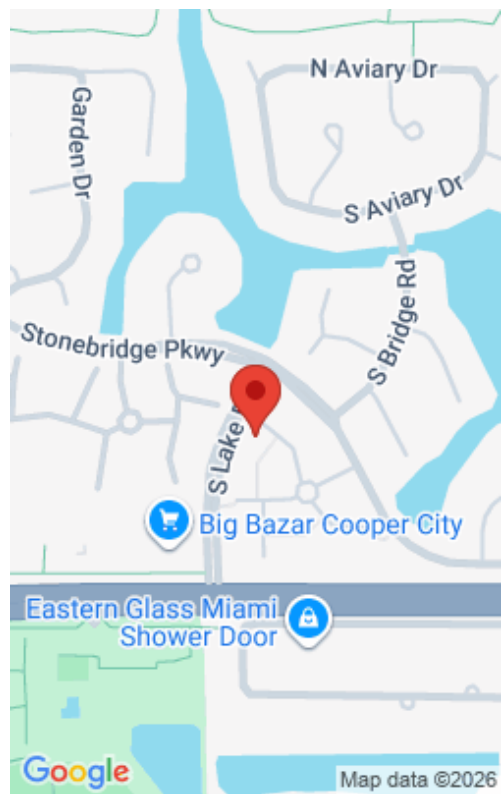 N Aviary Dr
Garden Dr
S Aviary Dr
S Bridge Rd
Stonebridge Pkwy
S Lake
Big Bazar Cooper City
Eastern Glass Miami
Shower Door
Google
Map data ©2026